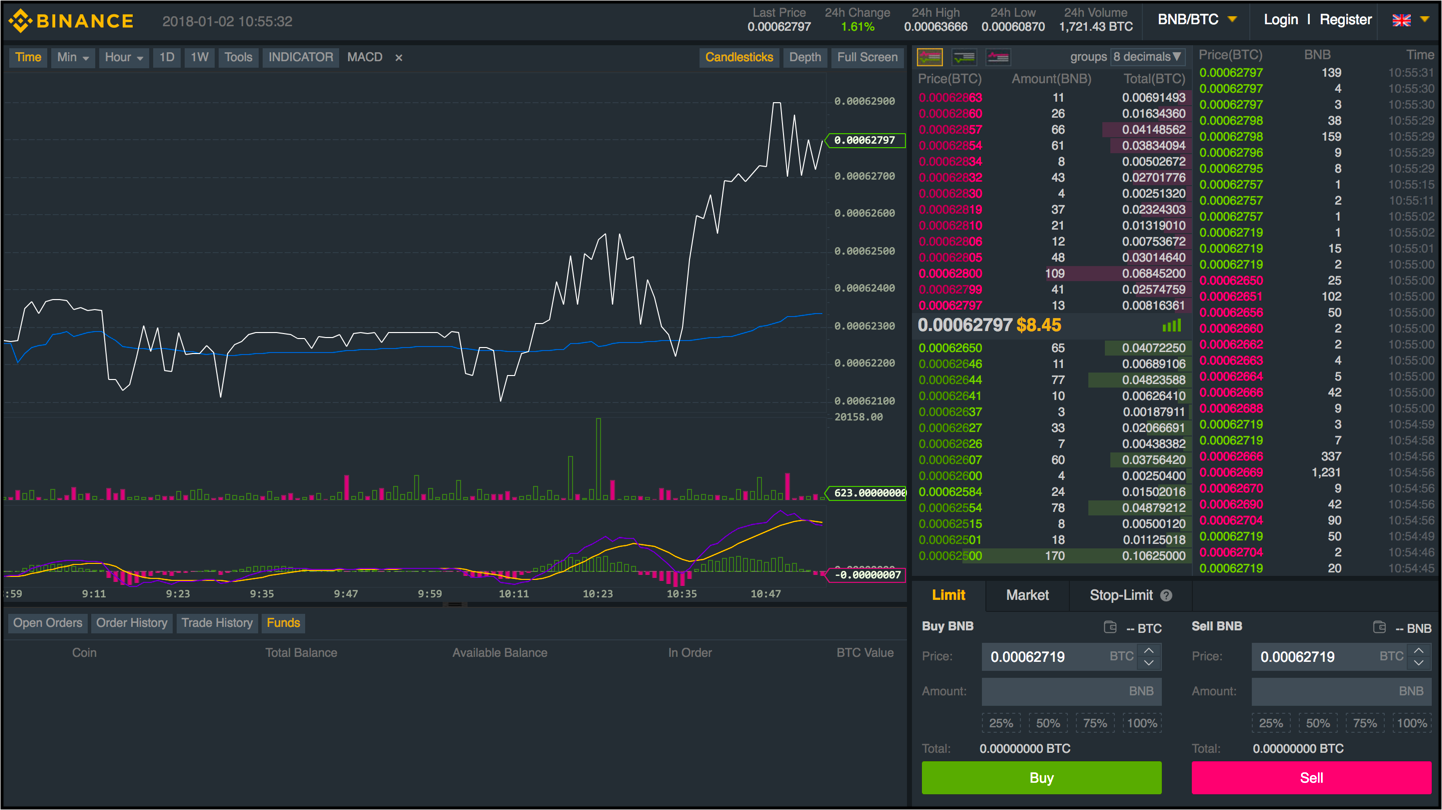 BINANCE 2018-01-02 10:55:32
Last Price 24h Change 24h High 24h Low 24h Volume
0.00062797 1.61% 0.00063666 0.00060870 1,721.43 BTC
BNB/BTC Login | Register
Time Min Hour 1D 1W Tools INDICATOR MACD × Candlesticks Depth Full Screen
0.00062900
0.00062797
0.00062700
0.00062600
0.00062500
0.00062400
0.00062300
0.00062200
0.00062100
20158.00
623.00000000
-0.00000007
:59 9:11 9:23 9:35 9:47 9:59 10:11 10:23 10:35 10:47
Open Orders Order History Trade History Funds
Coin Total Balance Available Balance In Order BTC Value
groups 8 decimals▼
Price(BTC) Amount(BNB) Total(BTC)
0.00062863 11 0.00691493
0.00062860 26 0.01634360
0.00062857 66 0.04148562
0.00062854 61 0.03834094
0.00062834 8 0.00502672
0.00062832 43 0.02701776
0.00062830 4 0.00251320
0.00062819 37 0.02324303
0.00062810 21 0.01319010
0.00062806 12 0.00753672
0.00062805 48 0.03014640
0.00062800 109 0.06845200
0.00062799 41 0.02574759
0.00062797 13 0.00816361
0.00062797 $8.45
0.00062650 65 0.04072250
0.00062646 11 0.00689106
0.00062644 77 0.04823588
0.00062641 10 0.00626410
0.00062637 3 0.00187911
0.00062627 33 0.02066691
0.00062626 7 0.00438382
0.00062607 60 0.03756420
0.00062600 4 0.00250400
0.00062584 24 0.01502016
0.00062554 78 0.04879212
0.00062515 8 0.00500120
0.00062501 18 0.01125018
0.00062500 170 0.10625000
Price(BTC) BNB Time
0.00062797 139 10:55:31
0.00062797 4 10:55:30
0.00062797 3 10:55:30
0.00062798 38 10:55:29
0.00062798 159 10:55:29
0.00062796 9 10:55:29
0.00062795 8 10:55:29
0.00062757 1 10:55:15
0.00062757 2 10:55:11
0.00062757 1 10:55:02
0.00062719 1 10:55:02
0.00062719 15 10:55:01
0.00062719 2 10:55:00
0.00062650 25 10:55:00
0.00062651 102 10:55:00
0.00062656 50 10:55:00
0.00062660 2 10:55:00
0.00062662 2 10:55:00
0.00062663 4 10:55:00
0.00062664 5 10:55:00
0.00062666 42 10:55:00
0.00062688 9 10:55:00
0.00062719 3 10:54:59
0.00062719 7 10:54:58
0.00062666 337 10:54:56
0.00062669 1,231 10:54:56
0.00062670 9 10:54:56
0.00062690 42 10:54:56
0.00062704 90 10:54:56
0.00062719 50 10:54:49
0.00062704 2 10:54:46
0.00062719 20 10:54:45
Limit Market Stop-Limit ?
Buy BNB -- BTC
Price: 0.00062719 BTC
Amount: BNB
25% 50% 75% 100%
Total: 0.00000000 BTC
Buy
Sell BNB -- BNB
Price: 0.00062719 BTC
Amount: BNB
25% 50% 75% 100%
Total: 0.00000000 BTC
Sell